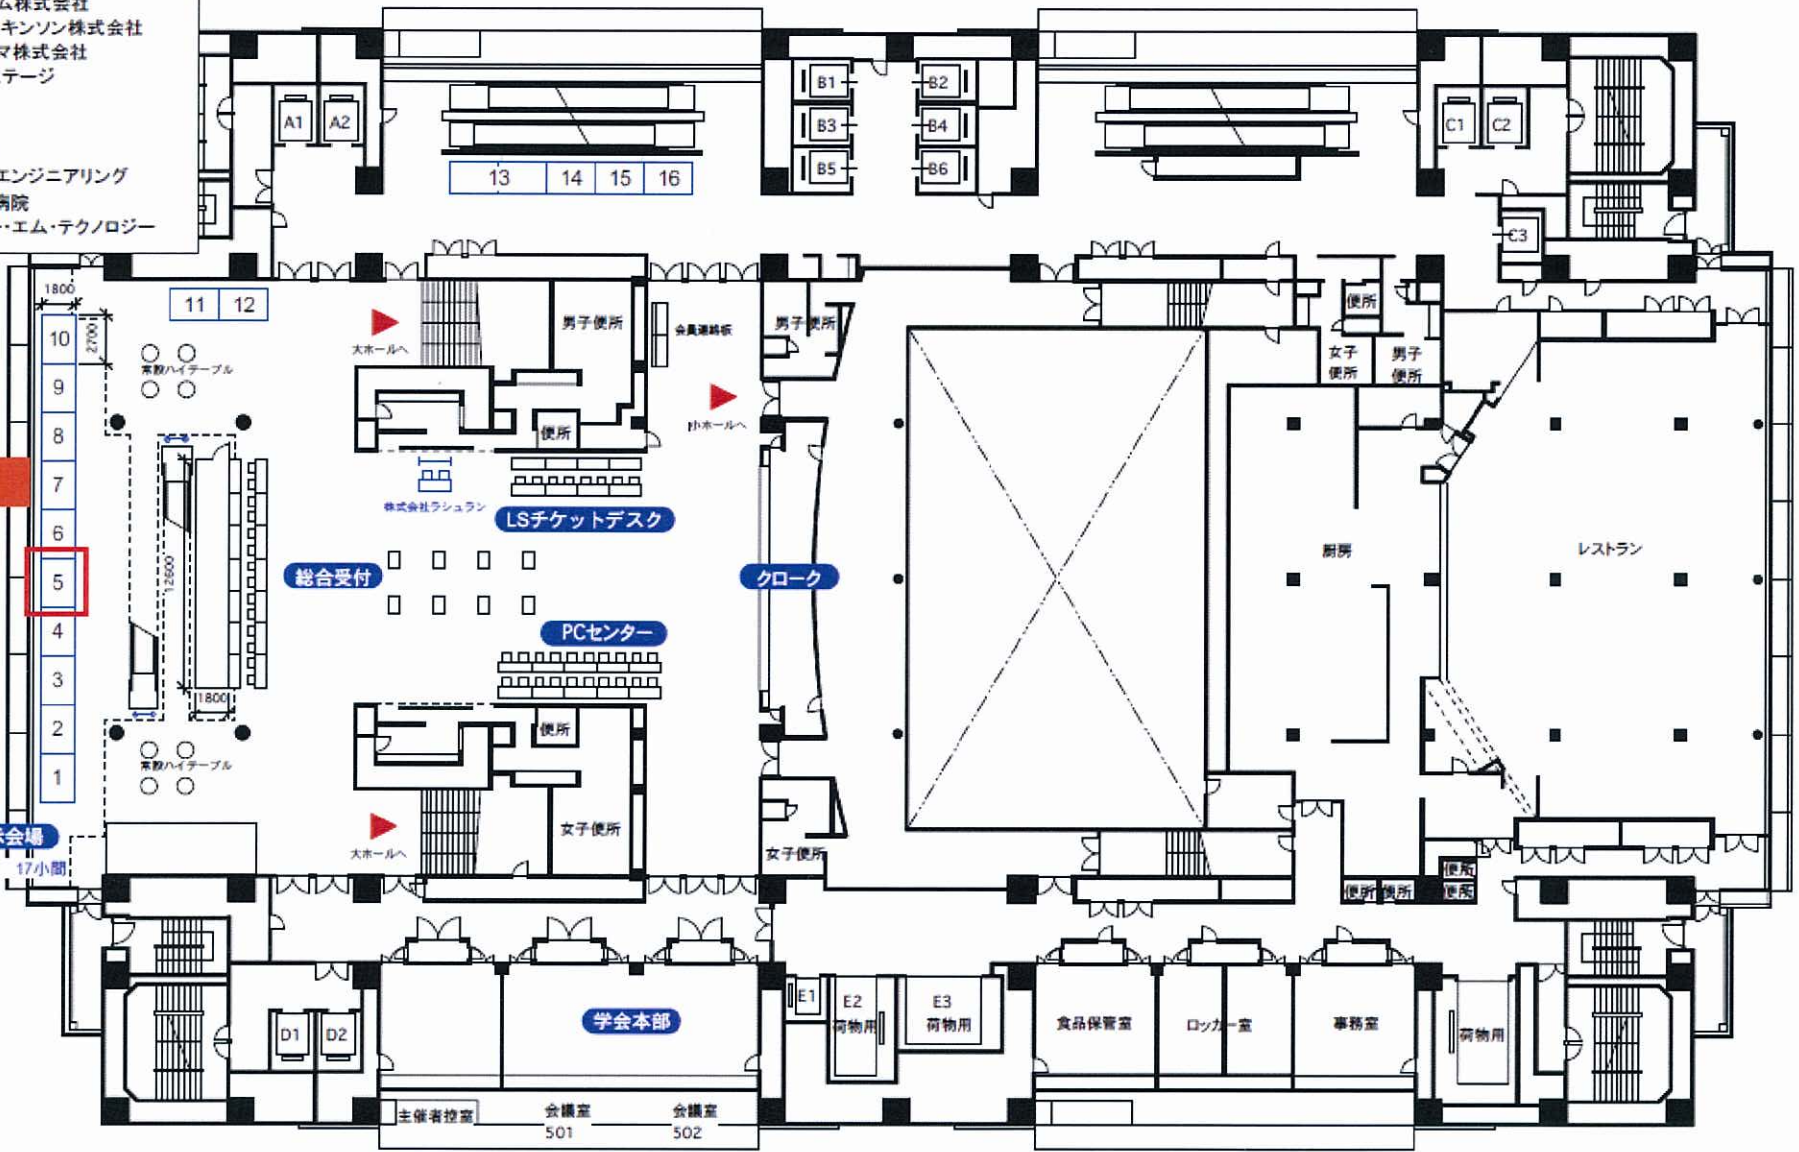 ム株式会社
キンソン株式会社
マ株式会社
ステージ
エンジニアリング
病院
・エム・テクノロジー
A1
A2
B1
B2
B3
B4
B5
B6
C1
C2
C3
13
14
15
16
1800
11
12
10
2700
9
8
7
6
5
4
3
2
1
常設ハイテーブル
大ホールへ
男子便所
会員連絡板
男子便所
小ホールへ
便所
株式会社ラシュラン
LSチケットデスク
総合受付
クローク
PCセンター
12600
1800
常設ハイテーブル
大ホールへ
便所
女子便所
女子便所
便所
女子
便所
男子
便所
厨房
レストラン
便所
便所
便所
便所
示会場
17小間
D1
D2
学会本部
主催者控室
会議室
501
会議室
502
E1
E2
荷物用
E3
荷物用
食品保管室
ロッカー室
事務室
荷物用